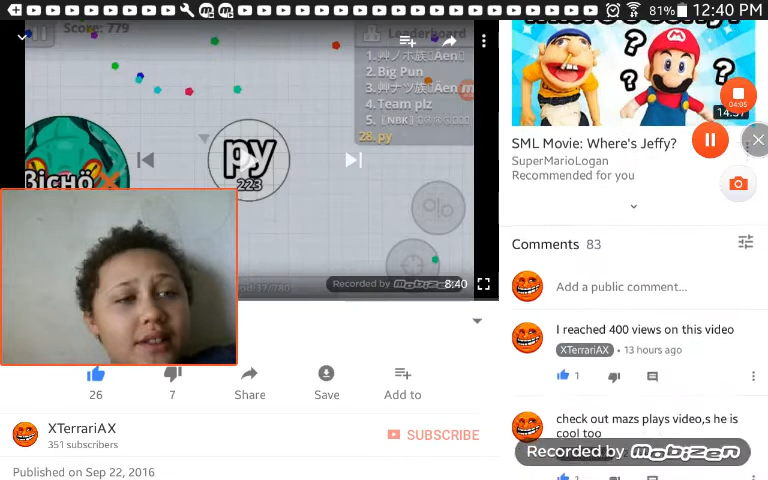 81% 12:40 PM
Score: 779
Leaderboard
2.Big Pun
4.Team plz
28. py
Bichö
py
223
Recorded by mobizen
8:40
26
7
Share
Save
Add to
XTerrariAX
351 subscribers
SUBSCRIBE
Published on Sep 22, 2016
04:05
14:57
SML Movie: Where's Jeffy?
SuperMarioLogan
Recommended for you
Comments 83
Add a public comment...
I reached 400 views on this video
XTerrariAX • 13 hours ago
1
check out mazs plays video,s he is
cool too
Recorded by mobizen
1